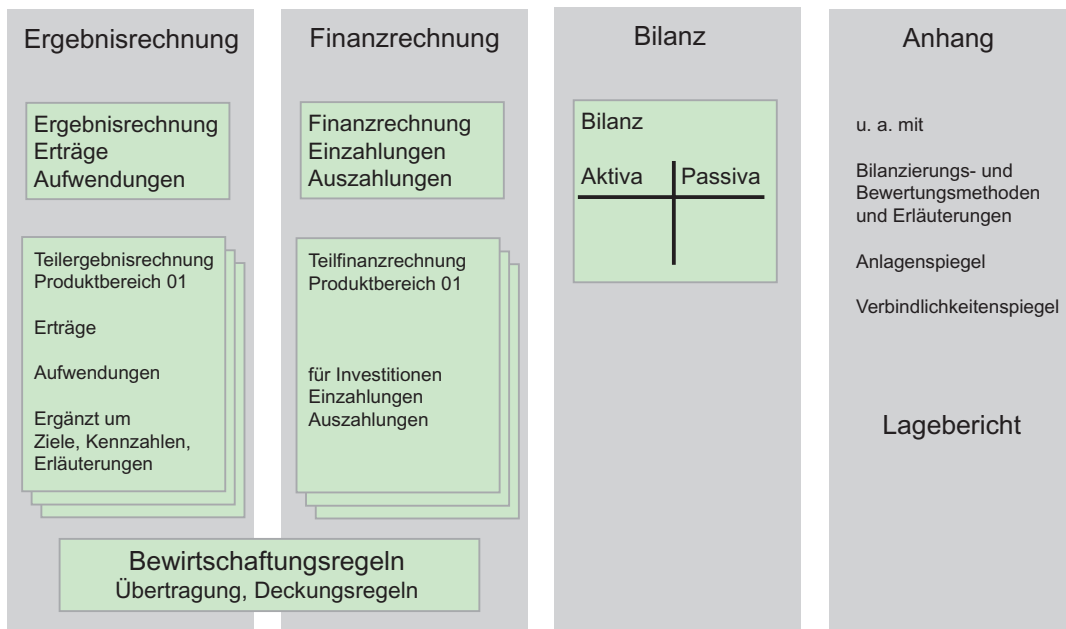 Ergebnisrechnung
Ergebnisrechnung
Erträge
Aufwendungen
Teilergebnisrechnung
Produktbereich 01
Erträge
Aufwendungen
Ergänzt um
Ziele, Kennzahlen,
Erläuterungen
Finanzrechnung
Finanzrechnung
Einzahlungen
Auszahlungen
Teilfinanzrechnung
Produktbereich 01
für Investitionen
Einzahlungen
Auszahlungen
Bewirtschaftungsregeln
Übertragung, Deckungsregeln
Bilanz
Bilanz
Aktiva Passiva
Anhang
u. a. mit
Bilanzierungs- und
Bewertungsmethoden
und Erläuterungen
Anlagenspiegel
Verbindlichkeitenspiegel
Lagebericht